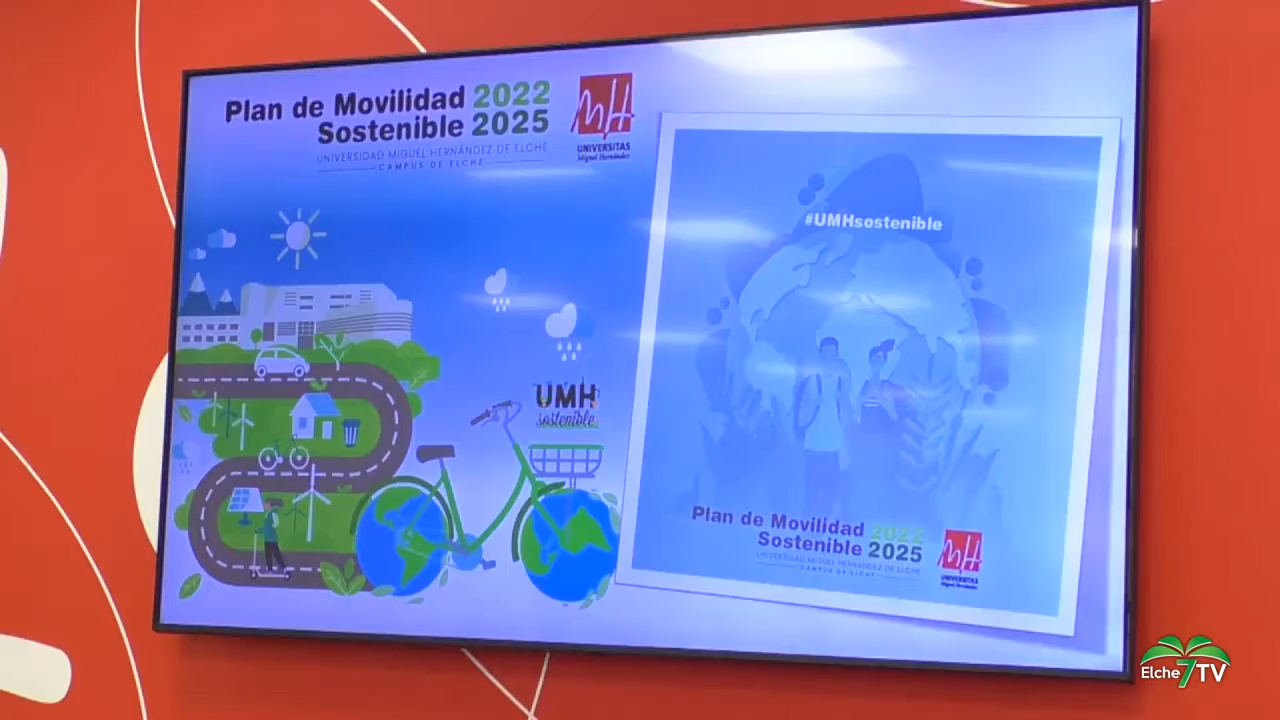 Plan de Movilidad 2022
Sostenible 2025
UNIVERSIDAD MIGUEL HERNÁNDEZ DE ELCHE
CAMPUS DE ELCHE
MH
UNIVERSITAS
Miguel Hernández
UMH
sostenible
#UMHsostenible
Plan de Movilidad 2022
Sostenible 2025
UNIVERSIDAD MIGUEL HERNÁNDEZ DE ELCHE
CAMPUS DE ELCHE
MH
UNIVERSITAS
Miguel Hernández
Elche 7 TV